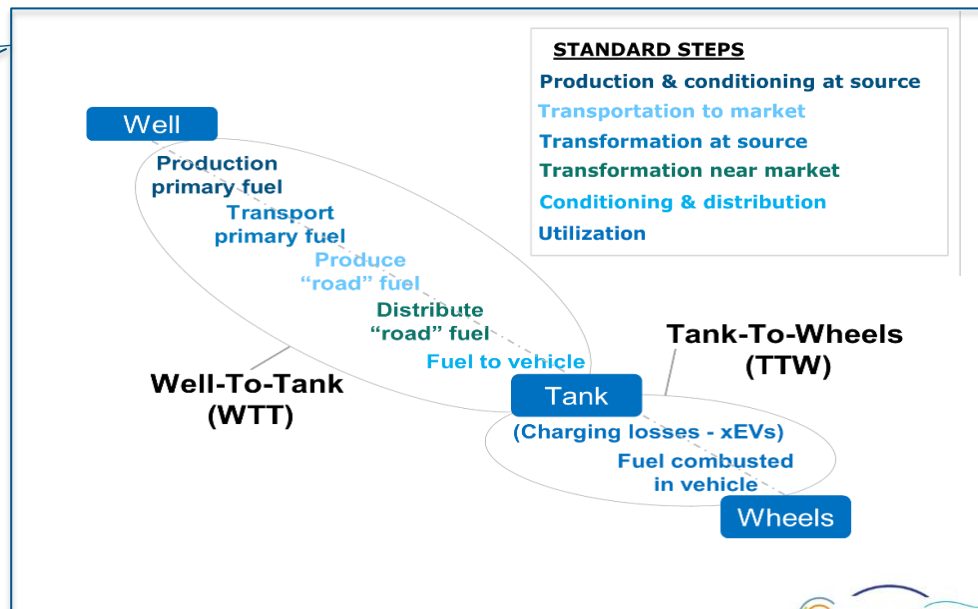 STANDARD STEPS
Production & conditioning at source
Transportation to market
Transformation at source
Transformation near market
Conditioning & distribution
Utilization
Well
Production
primary fuel
Transport
primary fuel
Produce
“road” fuel
Distribute
“road” fuel
Fuel to vehicle
Well-To-Tank
(WTT)
Tank-To-Wheels
(TTW)
Tank
(Charging losses - xEVs)
Fuel combusted
in vehicle
Wheels